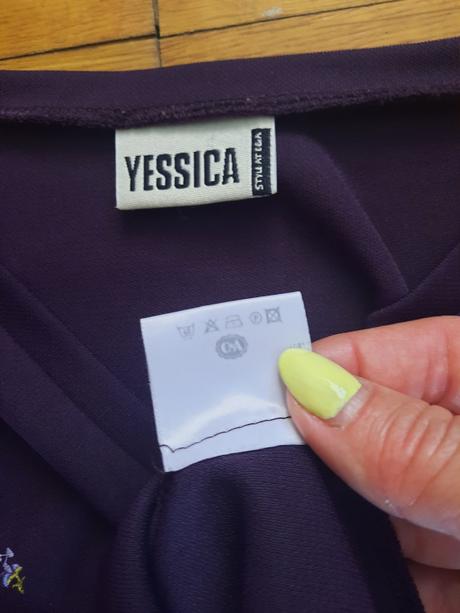 YESSICA
STYLE AT C&A
C&A
P